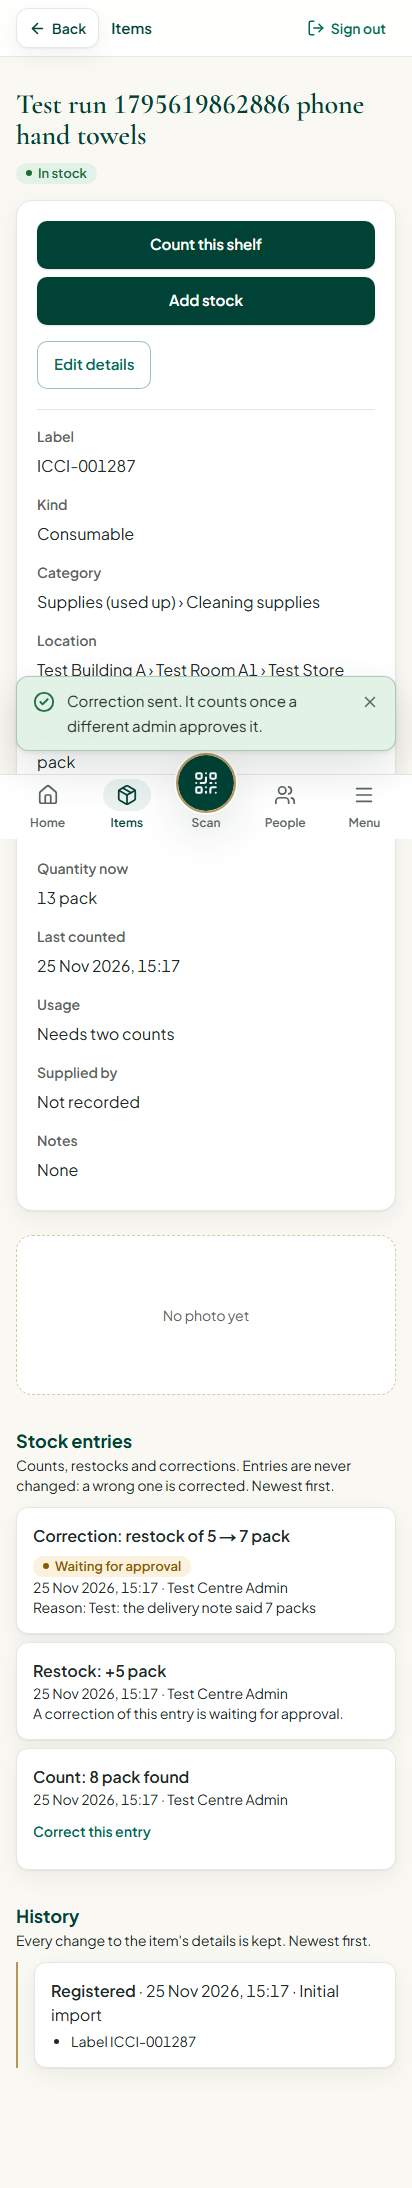 Back
Items
Sign out
Test run 1795619862886 phone
hand towels
In stock
Count this shelf
Add stock
Edit details
Label
ICCI-001287
Kind
Consumable
Category
Supplies (used up) › Cleaning supplies
Location
Test Building A › Test Room A1 › Test Store
Correction sent. It counts once a
different admin approves it.
pack
Home
Items
Scan
People
Menu
Quantity now
13 pack
Last counted
25 Nov 2026, 15:17
Usage
Needs two counts
Supplied by
Not recorded
Notes
None
No photo yet
Stock entries
Counts, restocks and corrections. Entries are never
changed: a wrong one is corrected. Newest first.
Correction: restock of 5 → 7 pack
Waiting for approval
25 Nov 2026, 15:17 · Test Centre Admin
Reason: Test: the delivery note said 7 packs
Restock: +5 pack
25 Nov 2026, 15:17 · Test Centre Admin
A correction of this entry is waiting for approval.
Count: 8 pack found
25 Nov 2026, 15:17 · Test Centre Admin
Correct this entry
History
Every change to the item's details is kept. Newest first.
Registered · 25 Nov 2026, 15:17 · Initial
import
• Label ICCI-001287